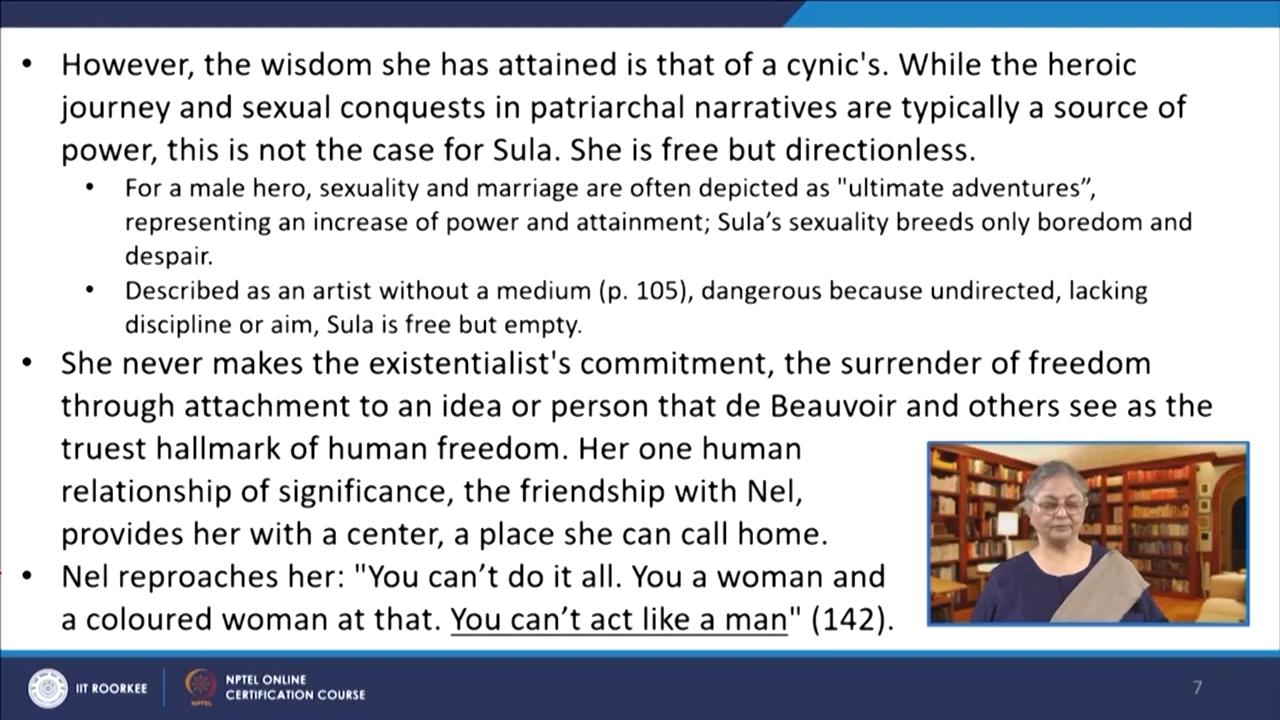 • However, the wisdom she has attained is that of a cynic's. While the heroic
journey and sexual conquests in patriarchal narratives are typically a source of
power, this is not the case for Sula. She is free but directionless.
• For a male hero, sexuality and marriage are often depicted as "ultimate adventures”,
representing an increase of power and attainment; Sula’s sexuality breeds only boredom and
despair.
• Described as an artist without a medium (p. 105), dangerous because undirected, lacking
discipline or aim, Sula is free but empty.
• She never makes the existentialist's commitment, the surrender of freedom
through attachment to an idea or person that de Beauvoir and others see as the
truest hallmark of human freedom. Her one human
relationship of significance, the friendship with Nel,
provides her with a center, a place she can call home.
• Nel reproaches her: "You can’t do it all. You a woman and
a coloured woman at that. You can’t act like a man" (142).
IIT ROORKEE
NPTEL
NPTEL ONLINE
CERTIFICATION COURSE
7